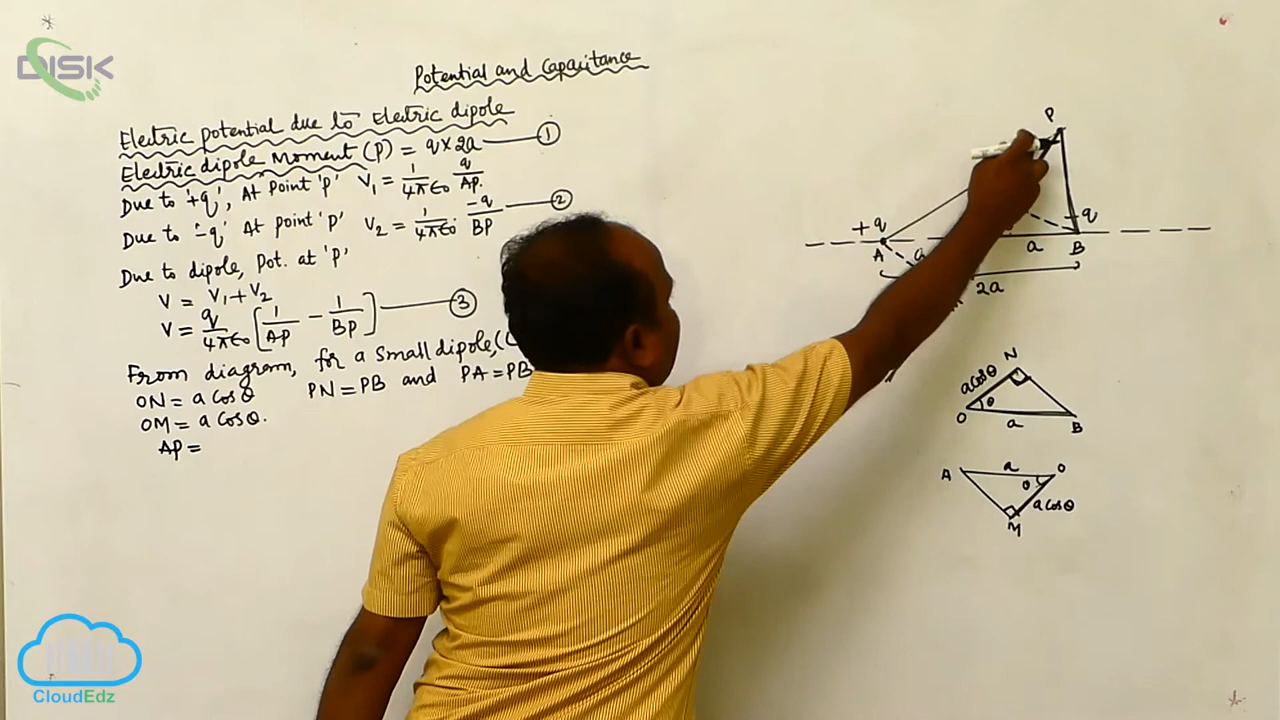 DISK
Potential and Capacitance
Electric potential due to Electric dipole
Electric dipole Moment (P) = q × 2a —— ①
Due to '+q', At Point 'P' V₁ = 1/4πε₀ q/AP.
Due to '-q' At point 'P' V₂ = 1/4πε₀ · -q/BP —— ②
Due to dipole, Pot. at 'P'
V = V₁ + V₂
V = q/4πε₀ [1/AP - 1/BP] —— ③
From diagram, for a Small dipole, (
ON = a Cos θ PN = PB and PA = PB
OM = a Cos θ.
AP =
P
+q
-q
A
a
a
B
2a
N
a cos θ
θ
O
a
B
A
a
O
θ
a cos θ
M
CloudEdz